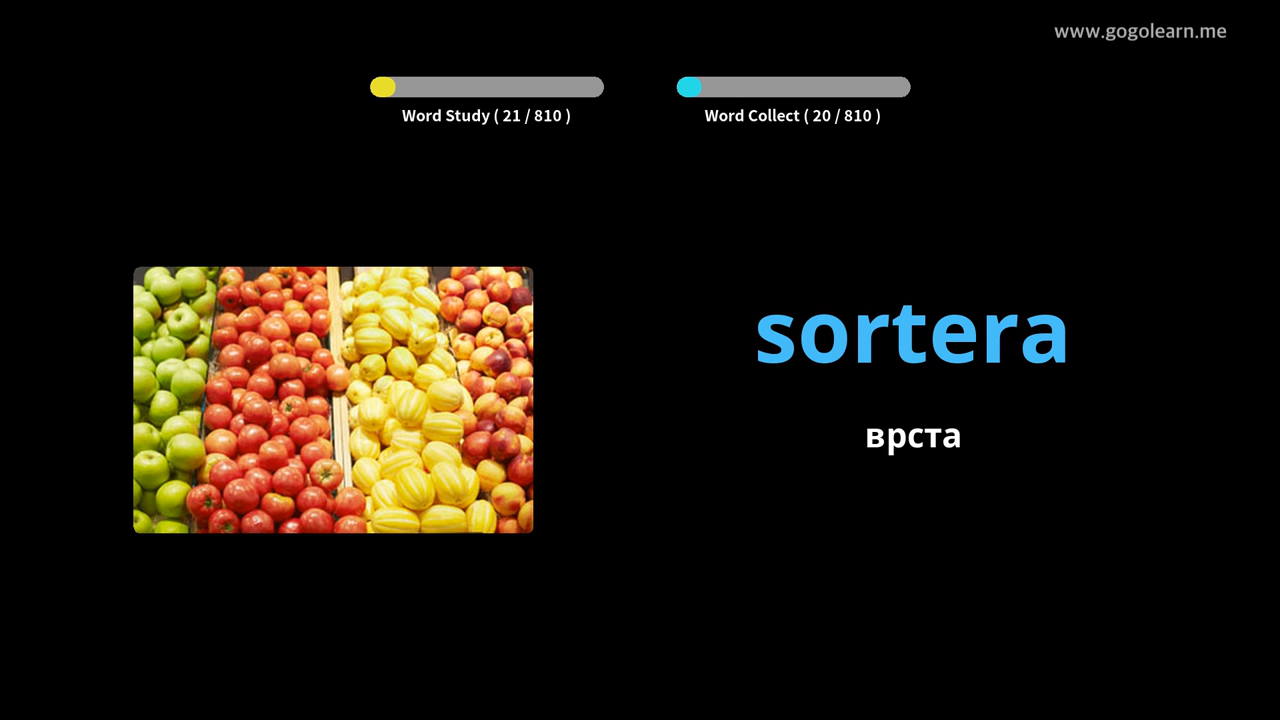 www.gogolearn.me
Word Study ( 21 / 810 )
Word Collect ( 20 / 810 )
sortera
врста